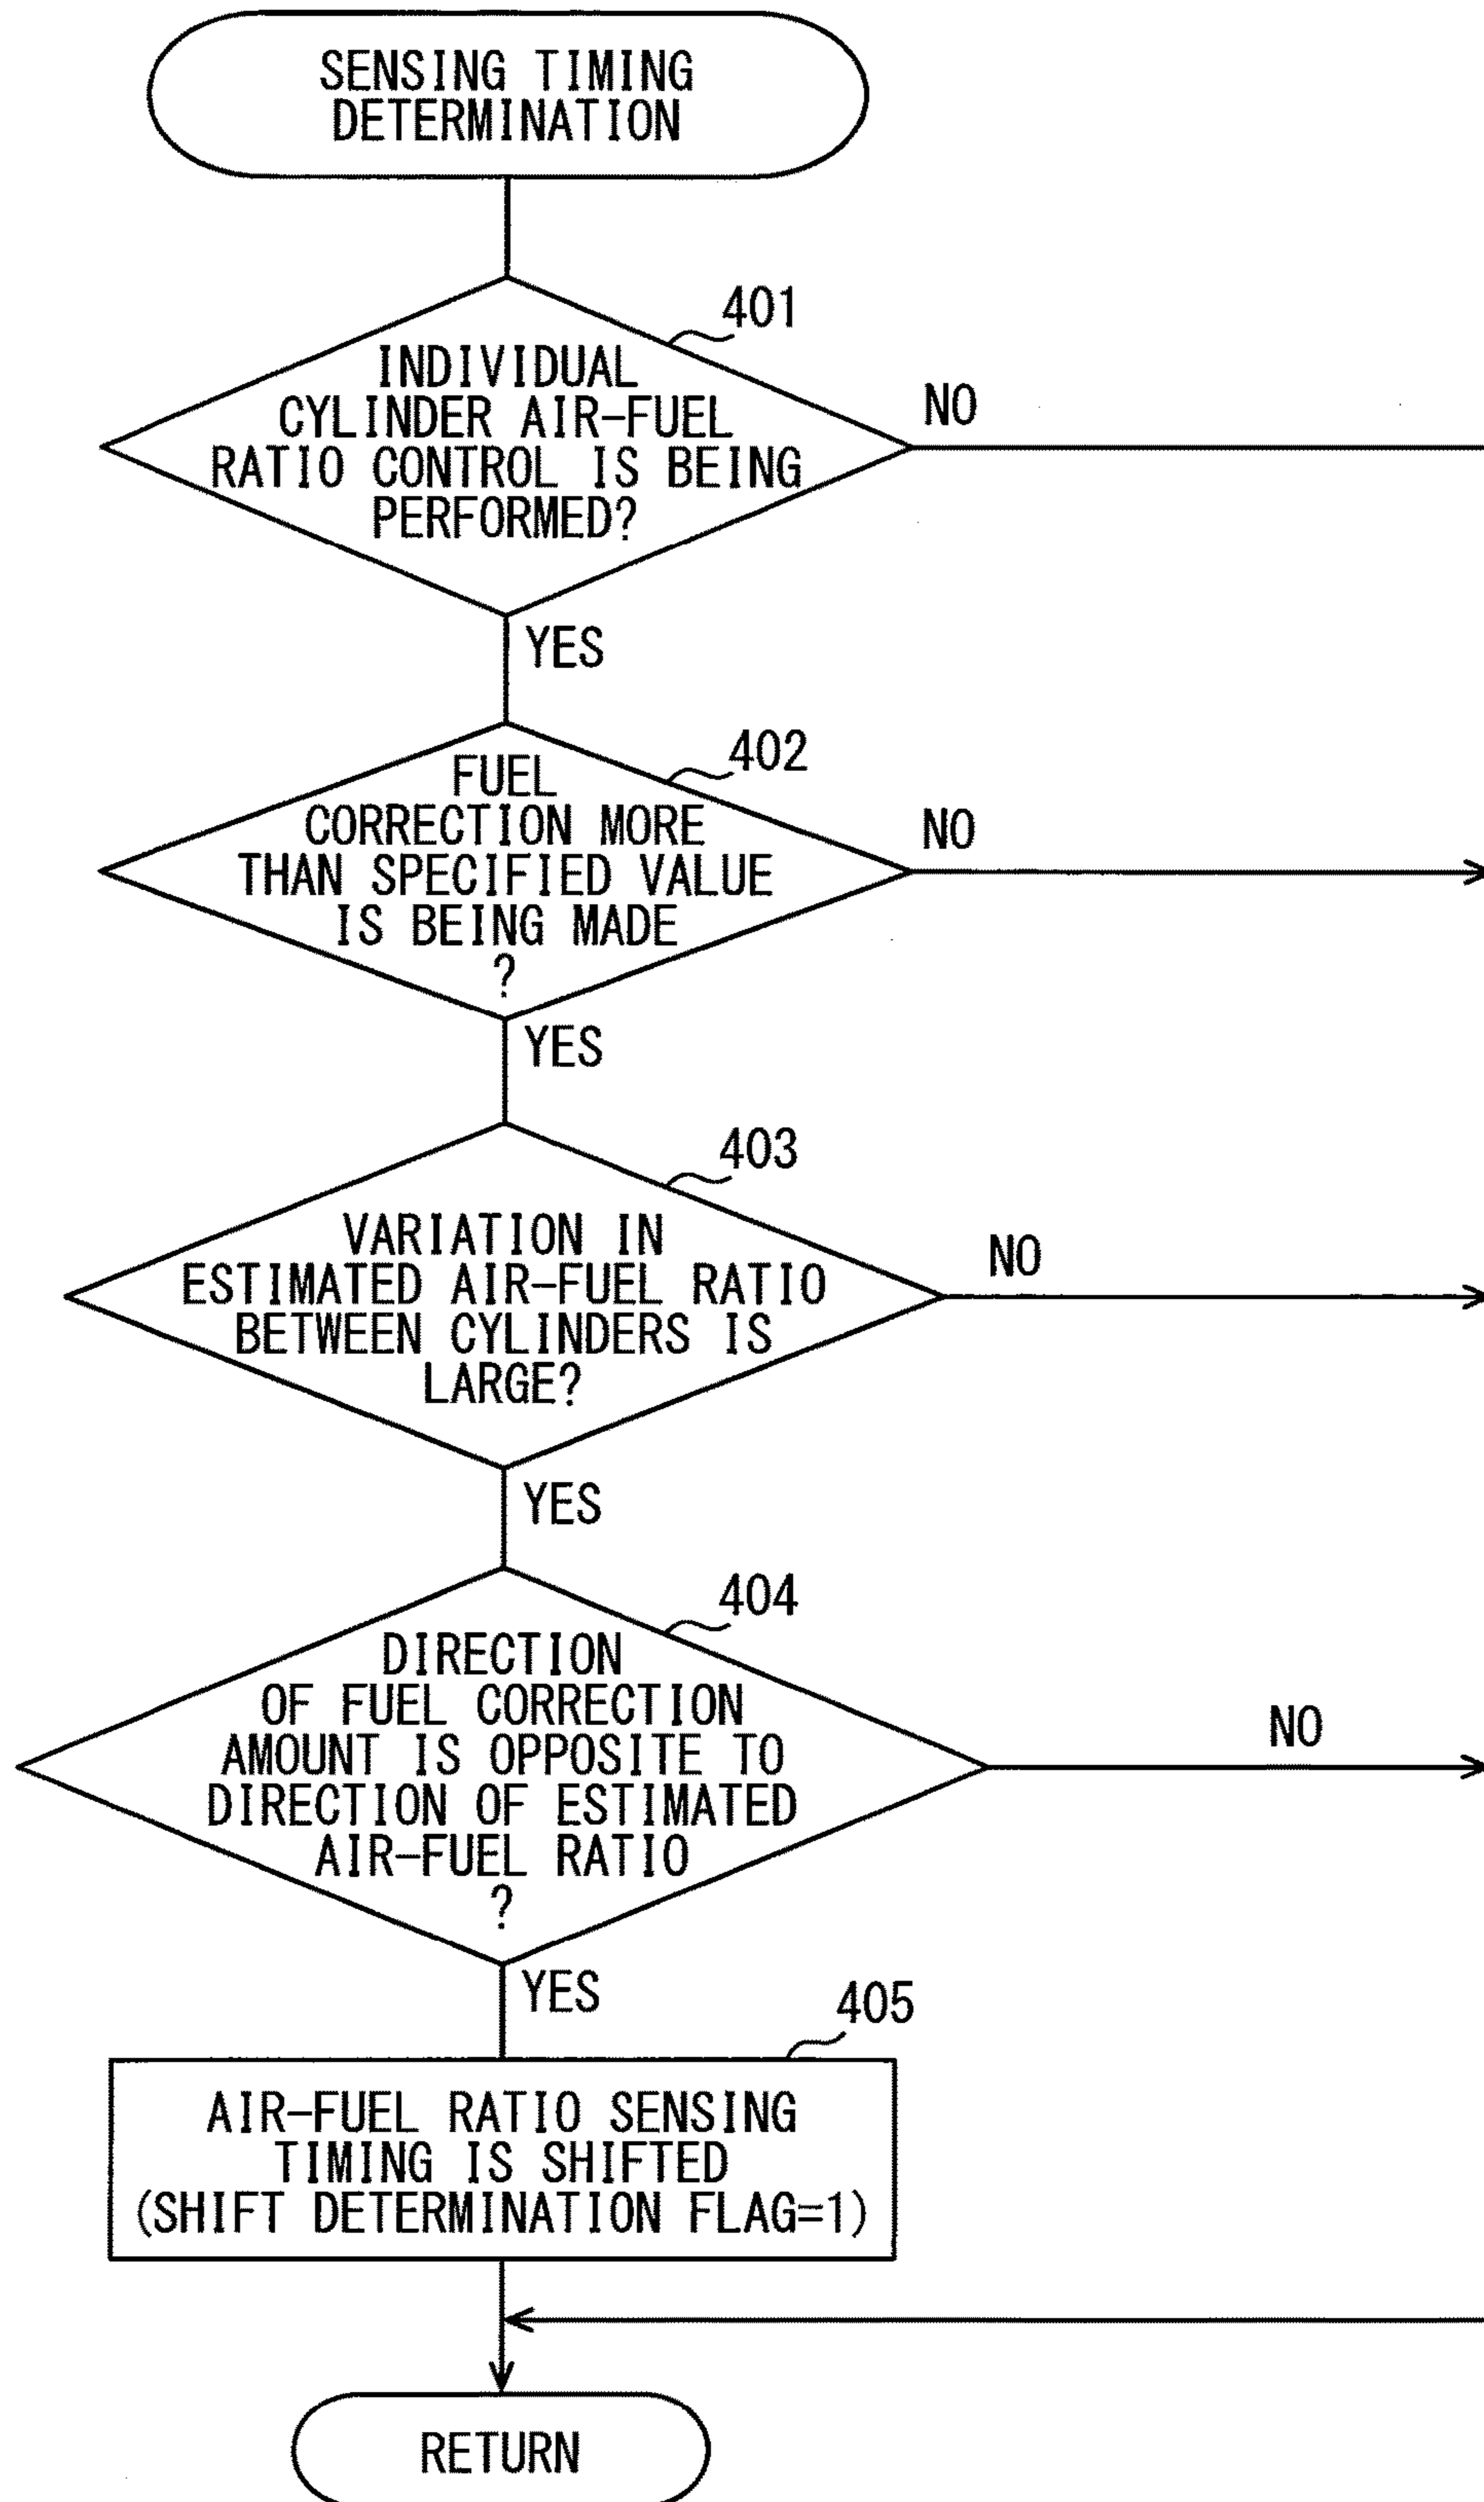 SENSING TIMING
DETERMINATION
401
INDIVIDUAL
CYLINDER AIR-FUEL
RATIO CONTROL IS BEING
PERFORMED?
NO
YES
402
FUEL
CORRECTION MORE
THAN SPECIFIED VALUE
IS BEING MADE
?
NO
YES
403
VARIATION IN
ESTIMATED AIR-FUEL RATIO
BETWEEN CYLINDERS IS
LARGE?
NO
YES
404
DIRECTION
OF FUEL CORRECTION
AMOUNT IS OPPOSITE TO
DIRECTION OF ESTIMATED
AIR-FUEL RATIO
?
NO
YES
405
AIR-FUEL RATIO SENSING
TIMING IS SHIFTED
(SHIFT DETERMINATION FLAG=1)
RETURN